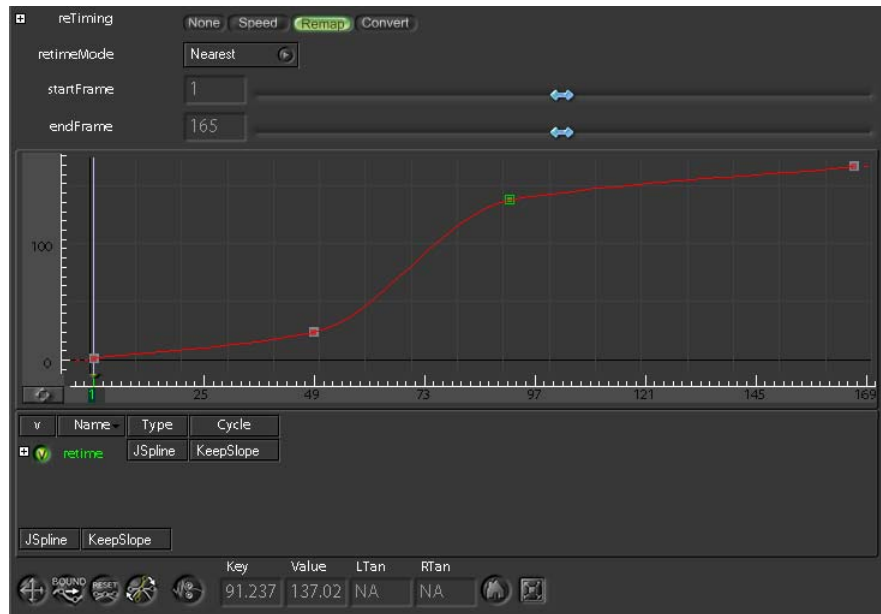 reTiming None Speed Remap Convert
retimeMode Nearest
startFrame 1
endFrame 165
100
0
1 25 49 73 97 121 145 169
v Name Type Cycle
V retime JSpline KeepSlope
JSpline KeepSlope
Key Value LTan RTan
BOUND RESET 91.237 137.02 NA NA